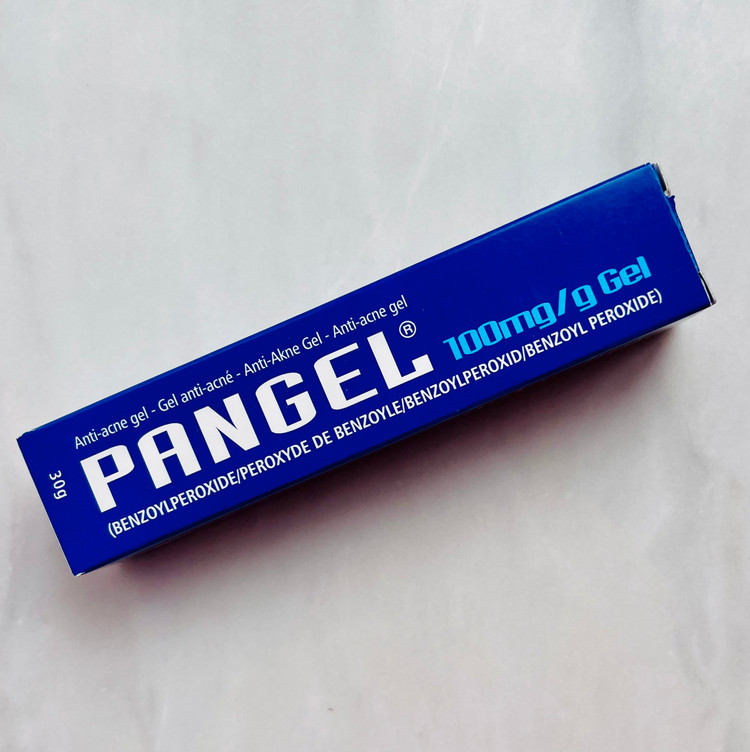 Anti-acne gel - Gel anti-acné - Anti-Akne Gel - Anti-acne gel
PANGEL® 100mg/g Gel
(BENZOYLPEROXIDE/PEROXYDE DE BENZOYLE/BENZOYLPEROXID/BENZOYL PEROXIDE)
30g